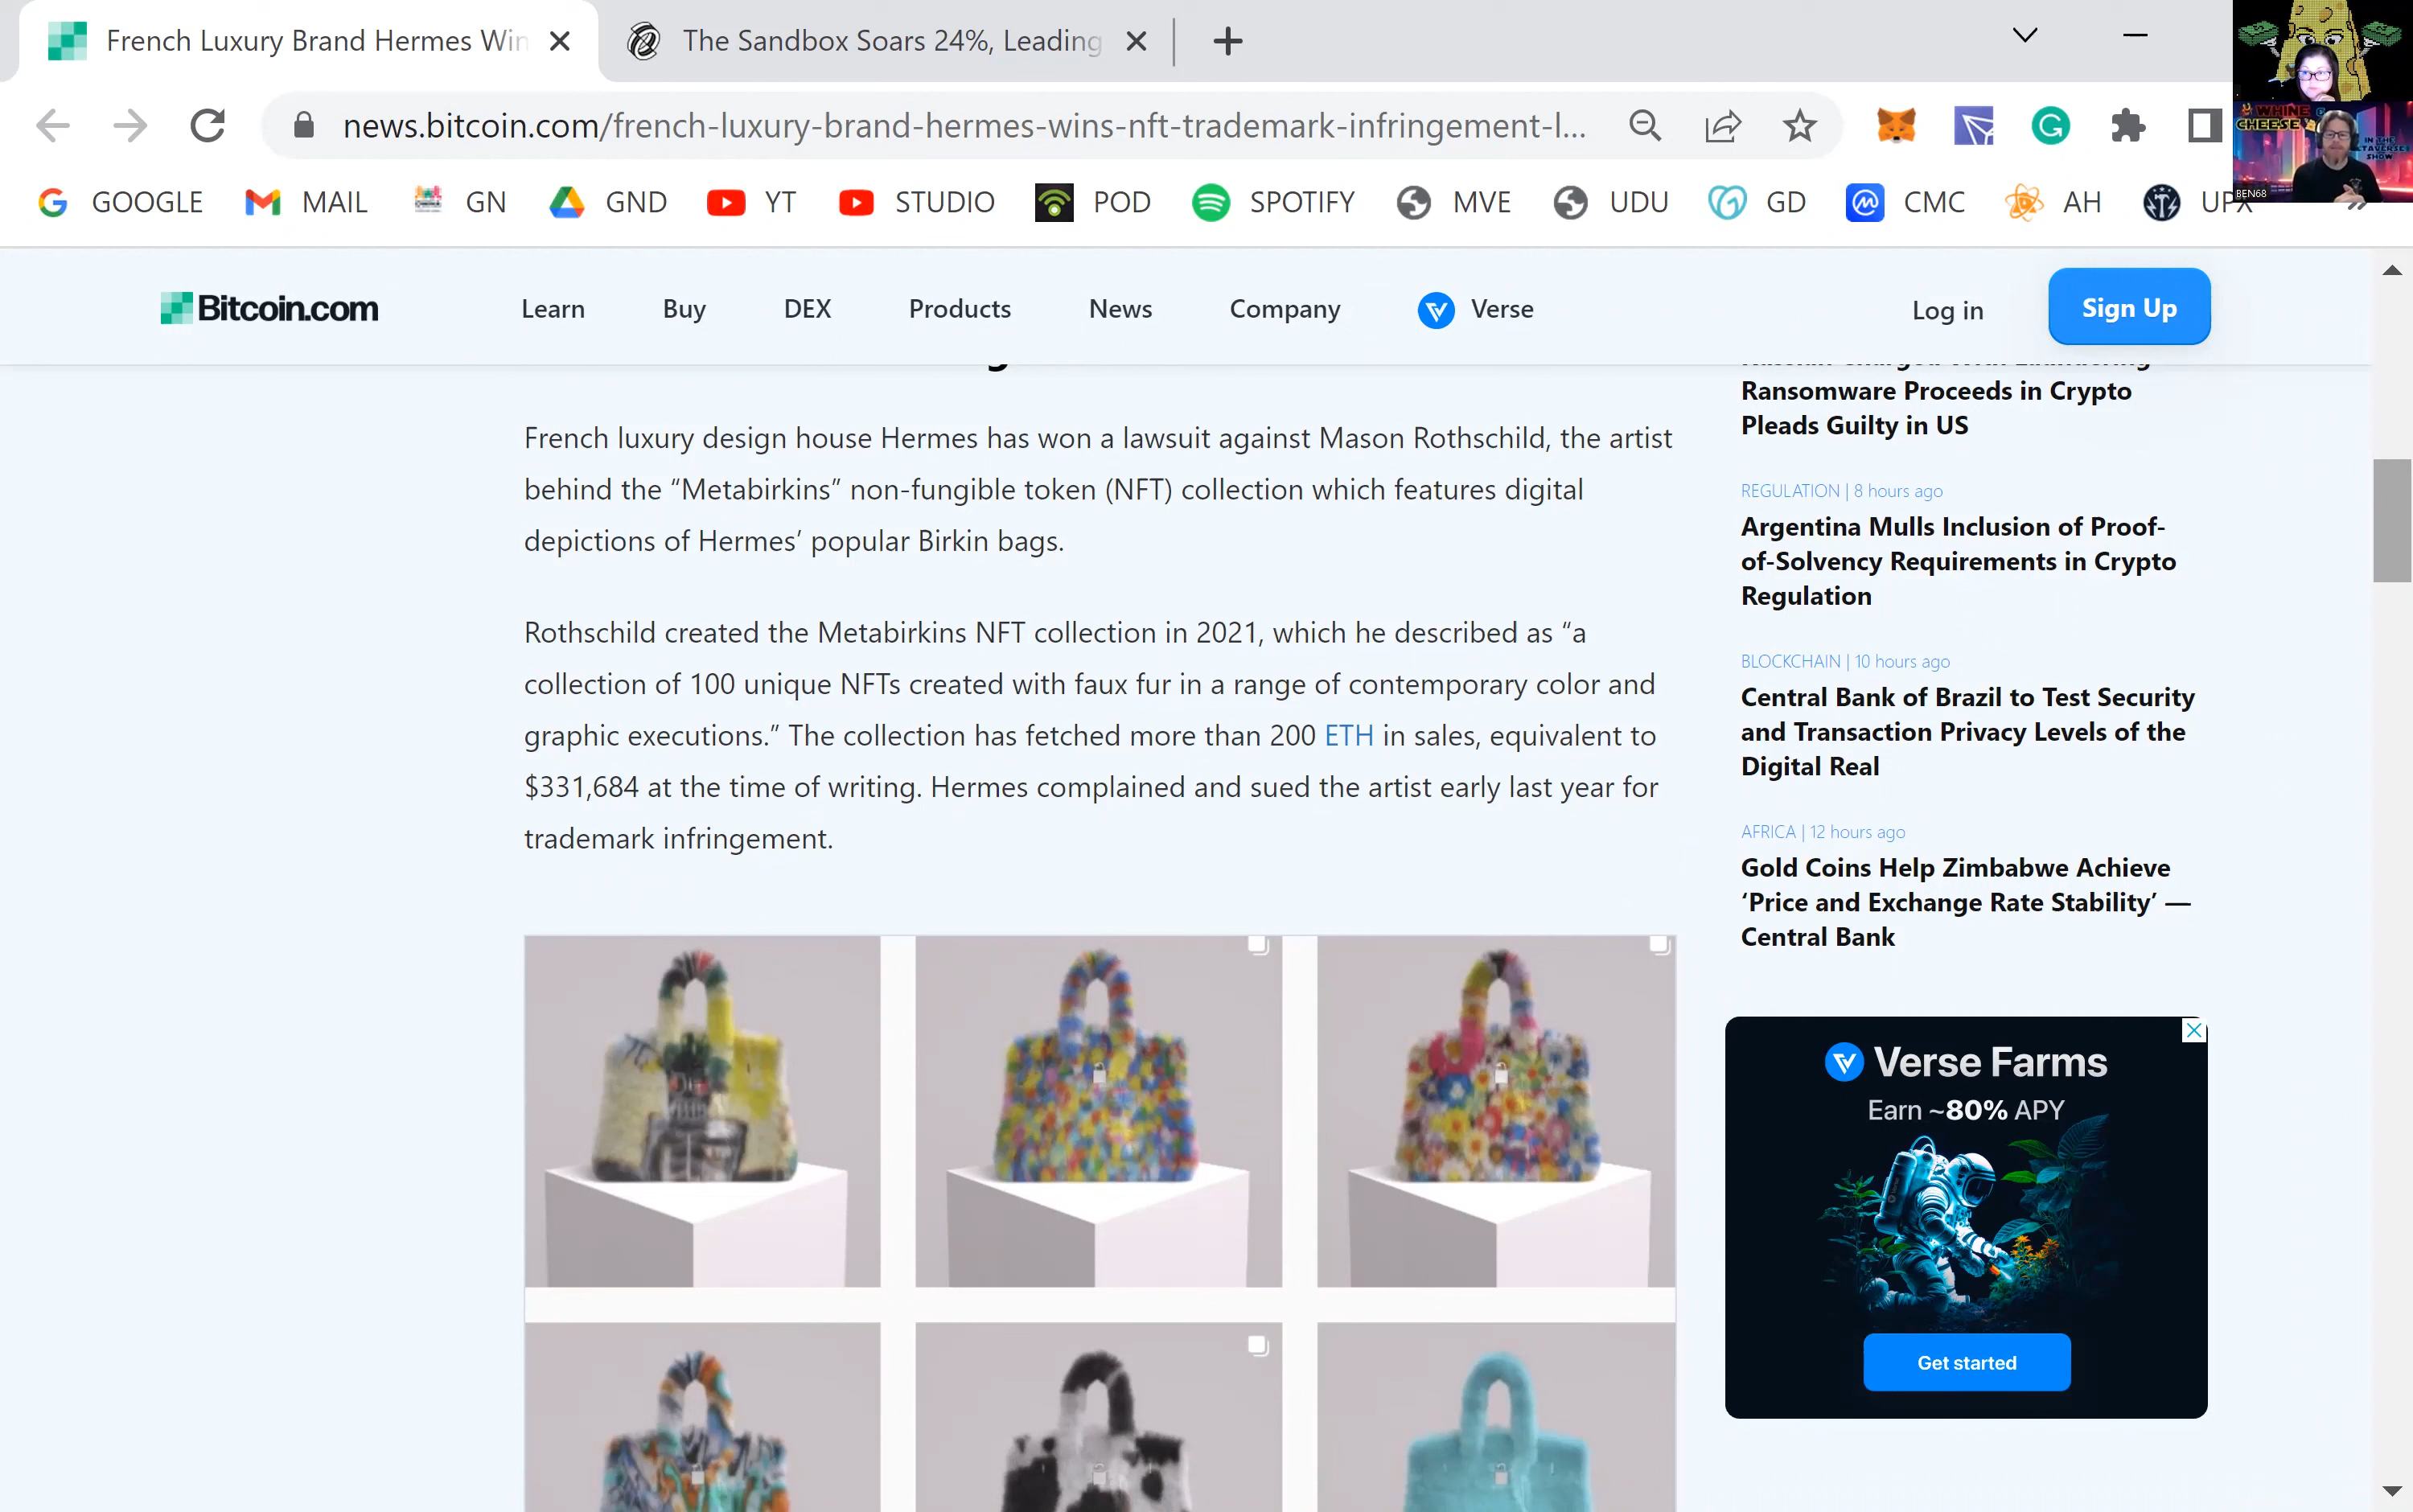 French Luxury Brand Hermes Win
The Sandbox Soars 24%, Leading
news.bitcoin.com/french-luxury-brand-hermes-wins-nft-trademark-infringement-l...
GOOGLE MAIL GN GND YT STUDIO POD SPOTIFY MVE UDU GD CMC AH UPX
WHINE
CHEESE
IN THE
SHOW
BEN68
Bitcoin.com
Learn Buy DEX Products News Company Verse Log in Sign Up
French luxury design house Hermes has won a lawsuit against Mason Rothschild, the artist
behind the “Metabirkins” non-fungible token (NFT) collection which features digital
depictions of Hermes’ popular Birkin bags.
Rothschild created the Metabirkins NFT collection in 2021, which he described as “a
collection of 100 unique NFTs created with faux fur in a range of contemporary color and
graphic executions.” The collection has fetched more than 200 ETH in sales, equivalent to
$331,684 at the time of writing. Hermes complained and sued the artist early last year for
trademark infringement.
Ransomware Proceeds in Crypto
Pleads Guilty in US
REGULATION | 8 hours ago
Argentina Mulls Inclusion of Proof-
of-Solvency Requirements in Crypto
Regulation
BLOCKCHAIN | 10 hours ago
Central Bank of Brazil to Test Security
and Transaction Privacy Levels of the
Digital Real
AFRICA | 12 hours ago
Gold Coins Help Zimbabwe Achieve
‘Price and Exchange Rate Stability’ —
Central Bank
Verse Farms
Earn ~80% APY
Get started